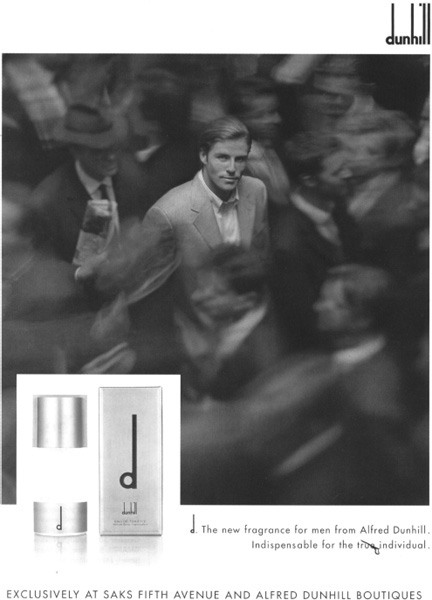 dunhill
d
d
dunhill
d. The new fragrance for men from Alfred Dunhill.
Indispensable for the true individual.
EXCLUSIVELY AT SAKS FIFTH AVENUE AND ALFRED DUNHILL BOUTIQUES